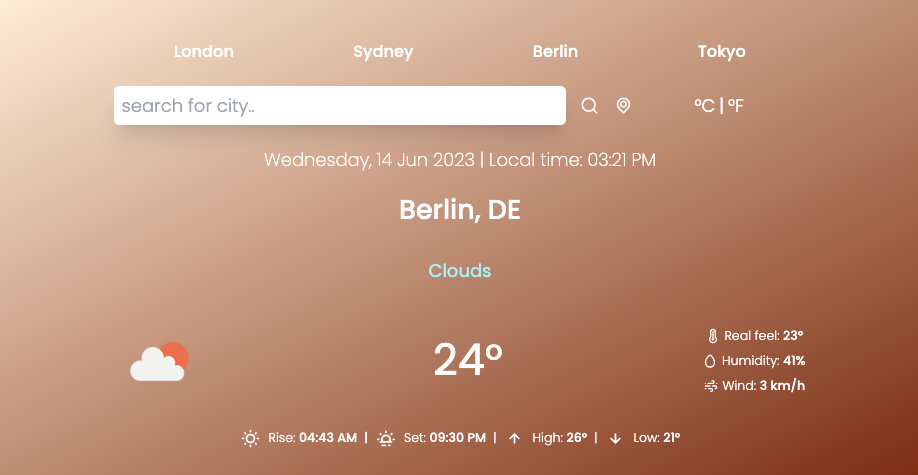 London Sydney Berlin Tokyo
search for city.. °C | °F
Wednesday, 14 Jun 2023 | Local time: 03:21 PM
Berlin, DE
Clouds
24°
Real feel: 23°
Humidity: 41%
Wind: 3 km/h
Rise: 04:43 AM | Set: 09:30 PM | High: 26° | Low: 21°